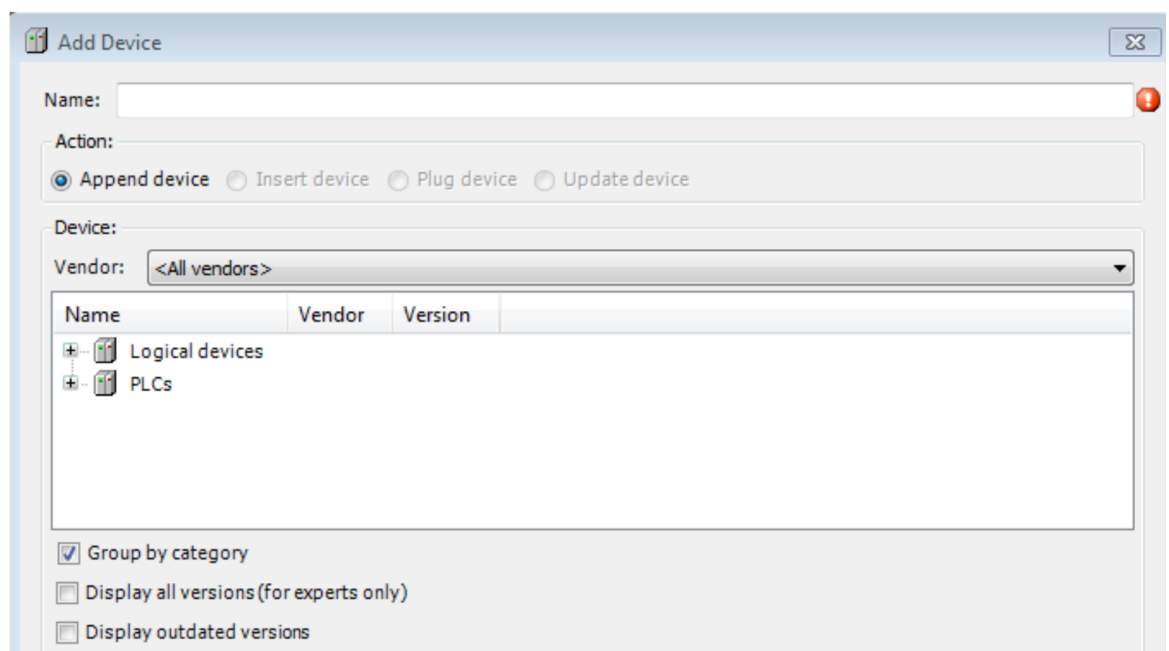 Add Device
Name:
Action:
Append device Insert device Plug device Update device
Device:
Vendor: <All vendors>
Name Vendor Version
Logical devices
PLCs
Group by category
Display all versions (for experts only)
Display outdated versions